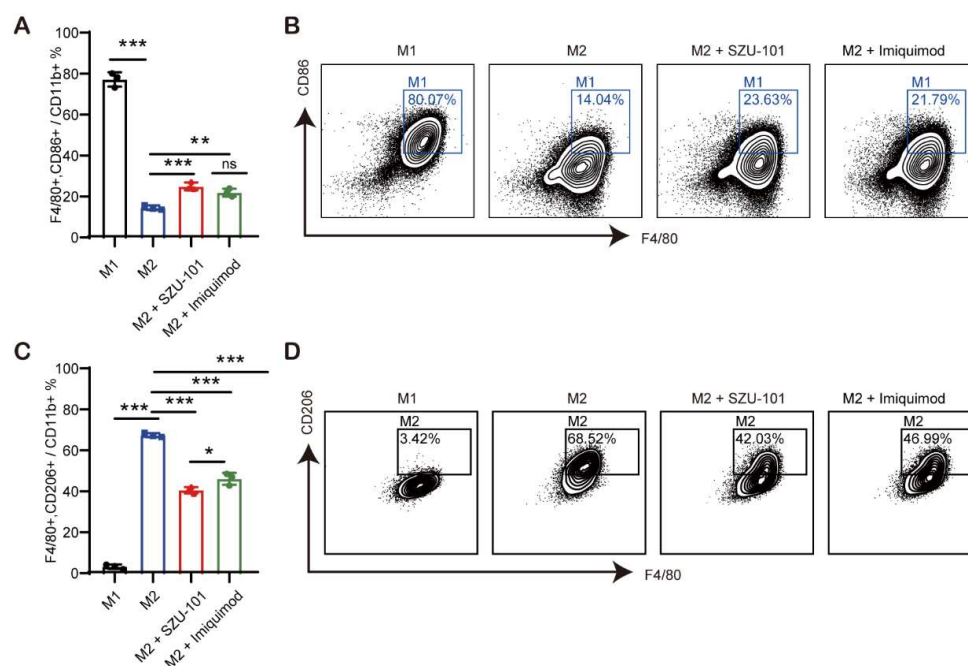 A
F4/80+,CD86+ / CD11b+ %
100
80
60
40
20
0
***
**
***
ns
M1
M2
M2 + SZU-101
M2 + Imiquimod
B
M1
M2
M2 + SZU-101
M2 + Imiquimod
CD86
M1
80.07%
M1
14.04%
M1
23.63%
M1
21.79%
F4/80
C
F4/80+,CD206+ / CD11b+ %
100
80
60
40
20
0
***
***
***
***
*
M1
M2
M2 + SZU-101
M2 + Imiquimod
D
M1
M2
M2 + SZU-101
M2 + Imiquimod
CD206
M2
3.42%
M2
68.52%
M2
42.03%
M2
46.99%
F4/80